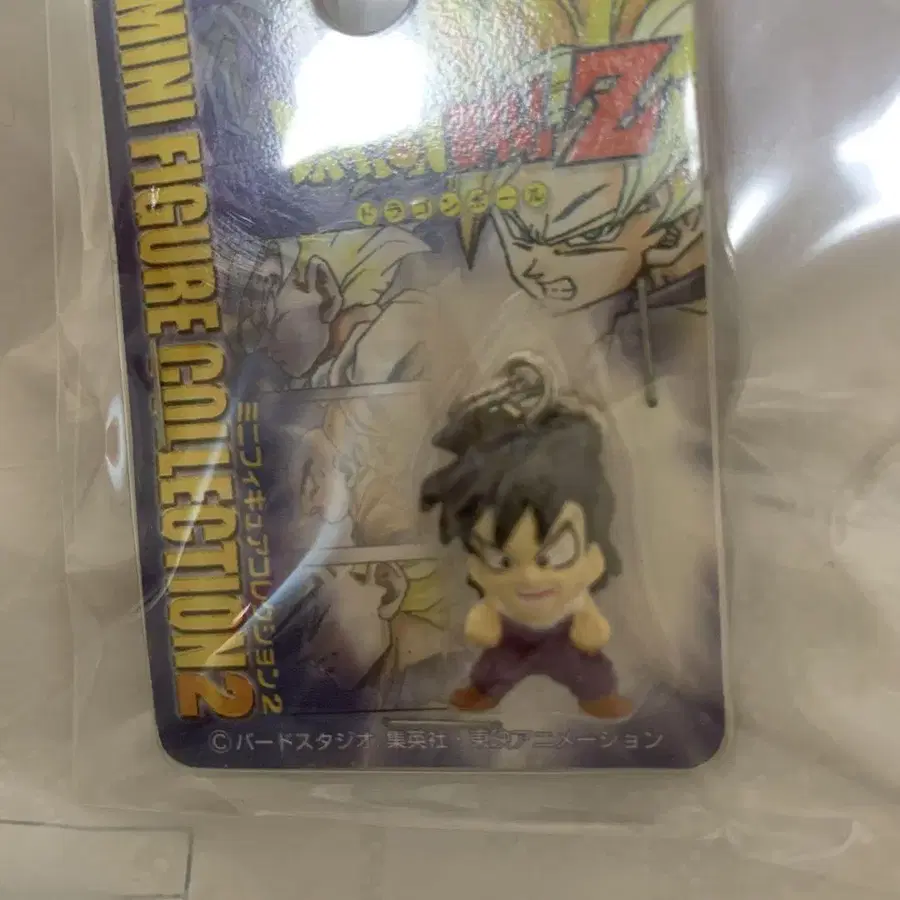 MINI FIGURE COLLECTION2
ミニフィギュアコレクション2
Z
ドラゴンボール
©バードスタジオ 集英社・東映アニメーション